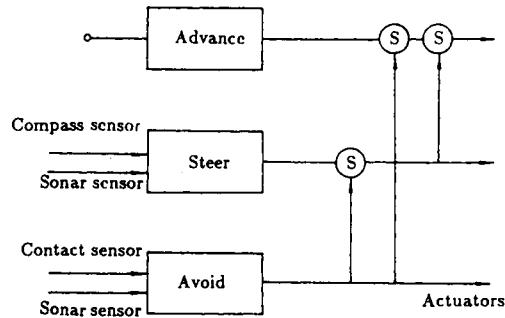 Advance
S
S
Compass sensor
Steer
S
Sonar sensor
Contact sensor
Avoid
Sonar sensor
Actuators